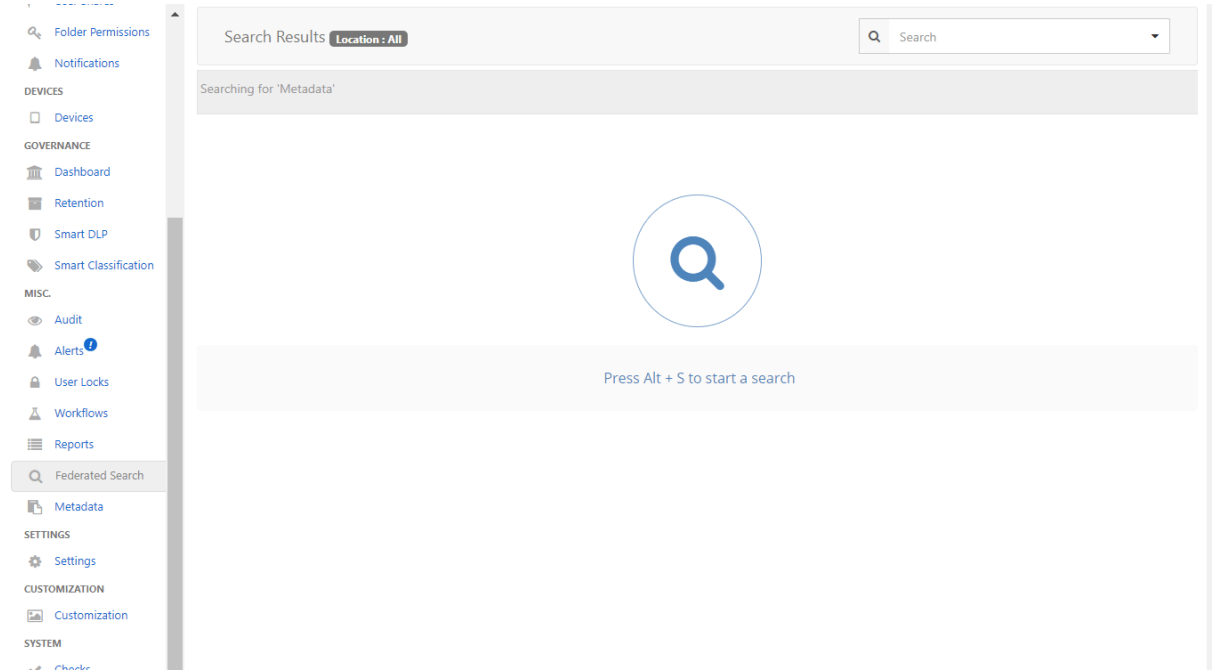 Folder Permissions
Notifications
DEVICES
Devices
GOVERNANCE
Dashboard
Retention
Smart DLP
Smart Classification
MISC.
Audit
Alerts !
User Locks
Workflows
Reports
Federated Search
Metadata
SETTINGS
Settings
CUSTOMIZATION
Customization
SYSTEM
Checks
Search Results Location : All
Search
Searching for 'Metadata'
Press Alt + S to start a search